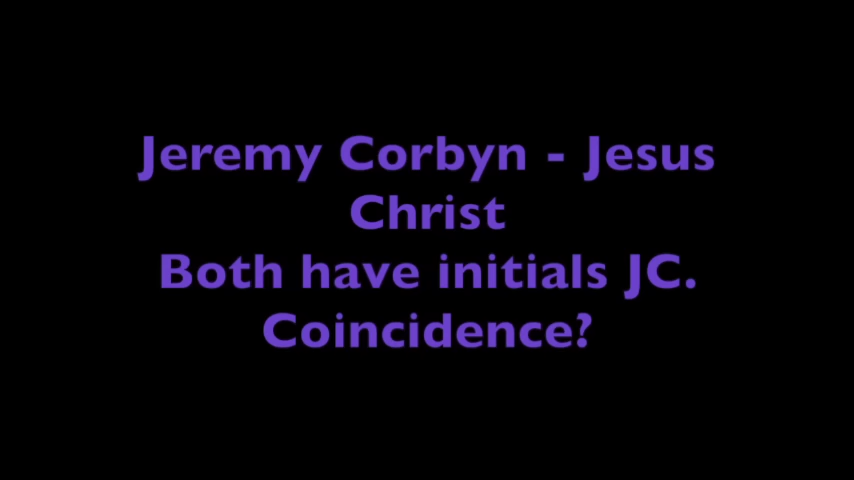 Jeremy Corbyn - Jesus
Christ
Both have initials JC.
Coincidence?